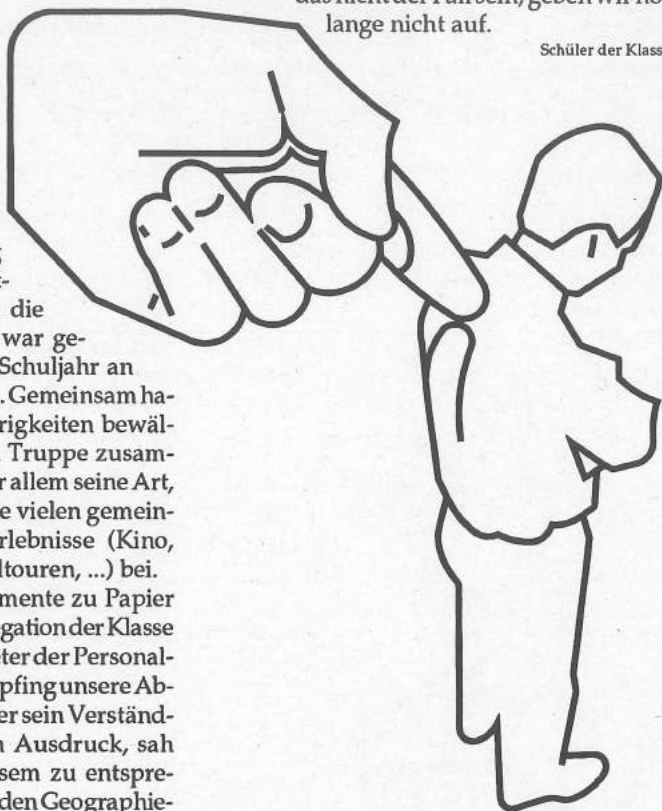 das nicht der Fall sein, geben wir no
lange nicht auf.
Schüler der Klass
die
war ge-
Schuljahr an
. Gemeinsam ha-
rigkeiten bewäl-
Truppe zusam-
r allem seine Art,
e vielen gemein-
rlebnisse (Kino,
ltouren, ...) bei.
mente zu Papier
egation der Klasse
eter der Personal-
pfing unsere Ab-
er sein Verständ-
n Ausdruck, sah
sem zu entspre-
den Geographie-